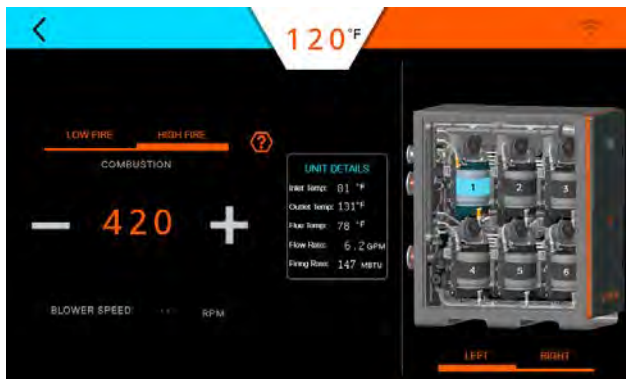 120°F
LOW FIRE HIGH FIRE
?
COMBUSTION
— 420 +
BLOWER SPEED RPM
UNIT DETAILS
Inlet Temp: 81 °F
Outlet Temp: 131°F
Flue Temp: 78 °F
Flow Rate: 6.2 GPM
Firing Rate: 147 MBTU
1 2 3
4 5 6
LEFT RIGHT